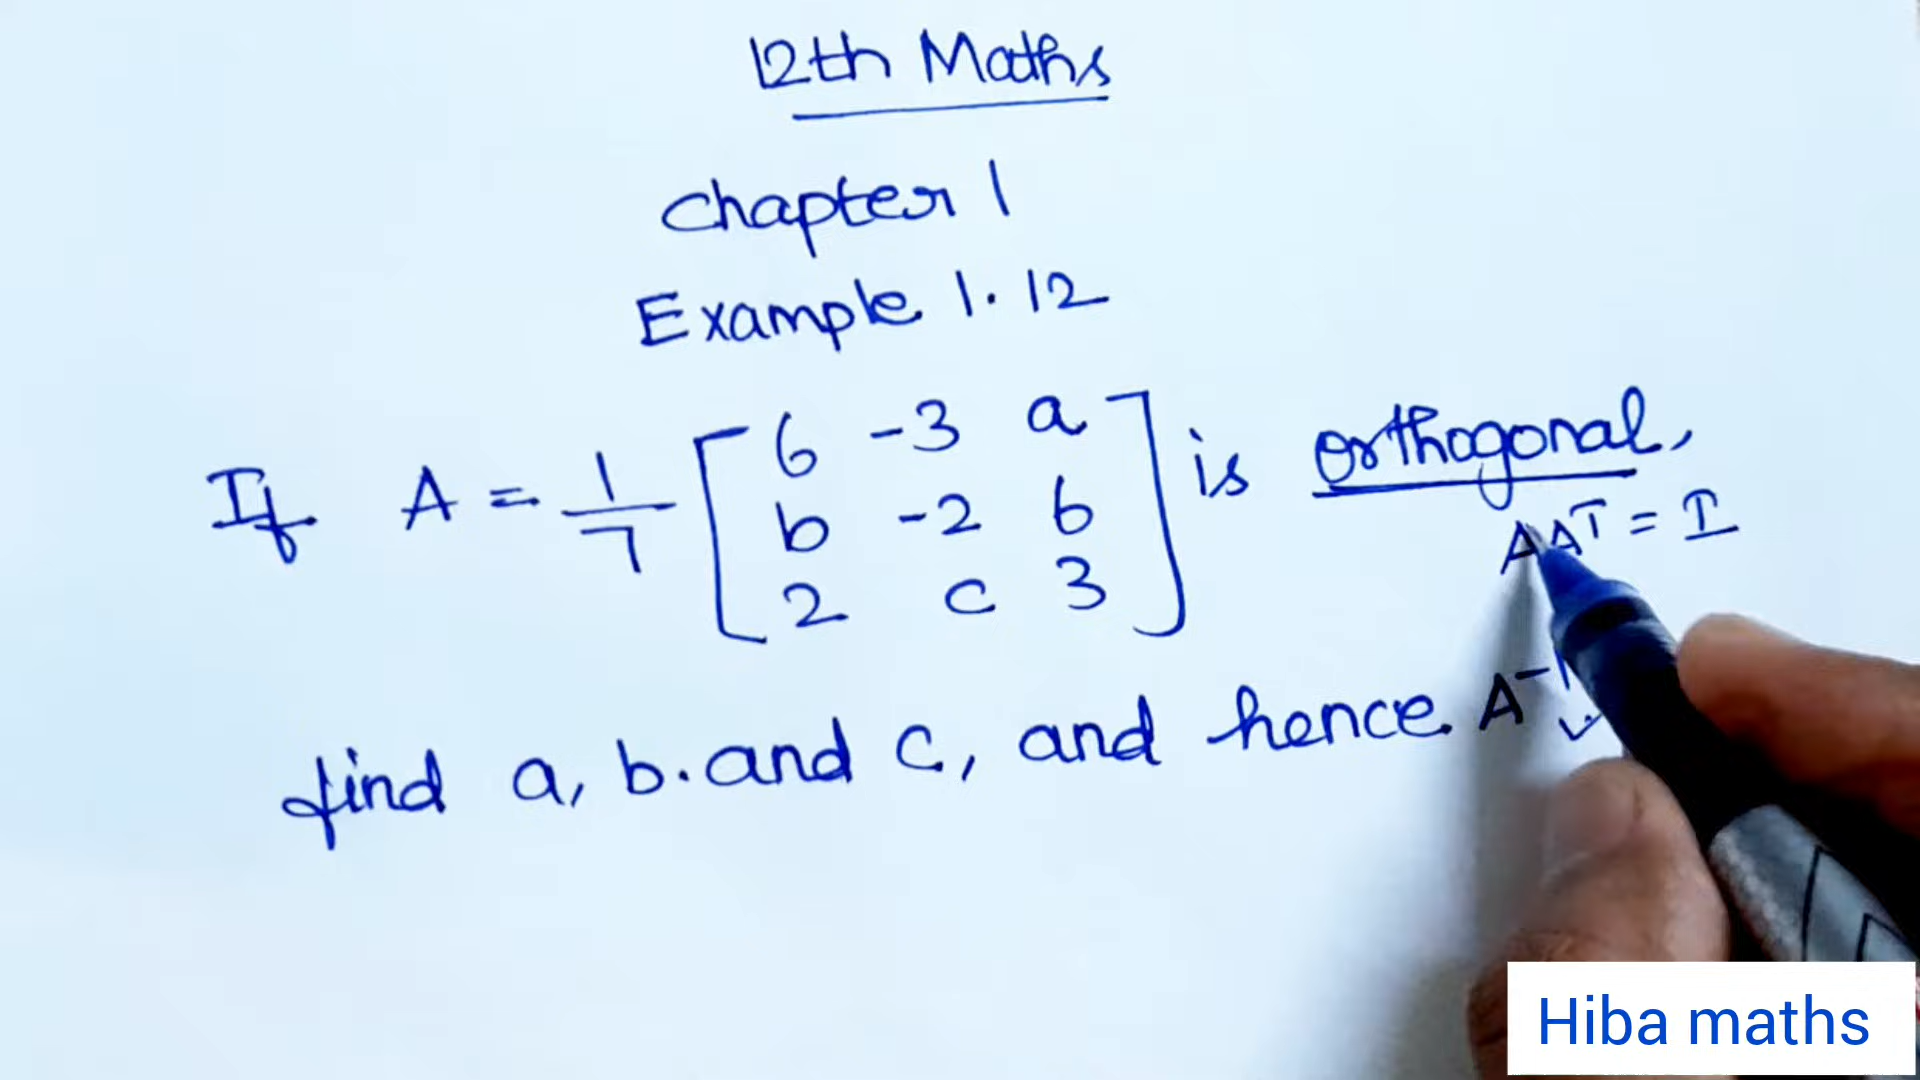 12th Maths
Chapter 1
Example 1.12
If A = 1/7 [6 -3 a
b -2 6
2 c 3] is orthogonal,
AAᵀ = I
find a, b. and c, and hence A⁻¹
Hiba maths